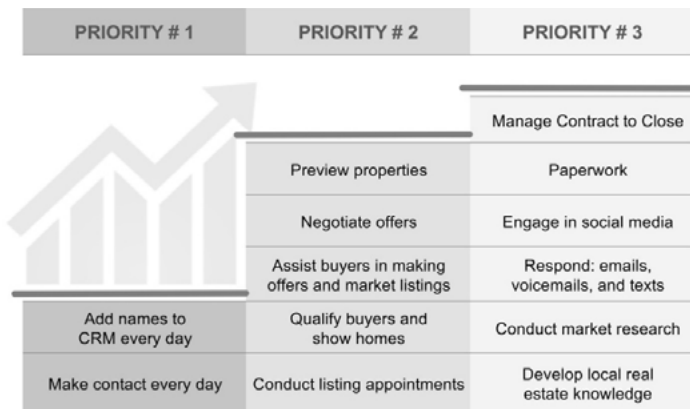 PRIORITY # 1
PRIORITY # 2
PRIORITY # 3
Manage Contract to Close
Preview properties
Paperwork
Negotiate offers
Engage in social media
Assist buyers in making
offers and market listings
Respond: emails,
voicemails, and texts
Add names to
CRM every day
Qualify buyers and
show homes
Conduct market research
Make contact every day
Conduct listing appointments
Develop local real
estate knowledge